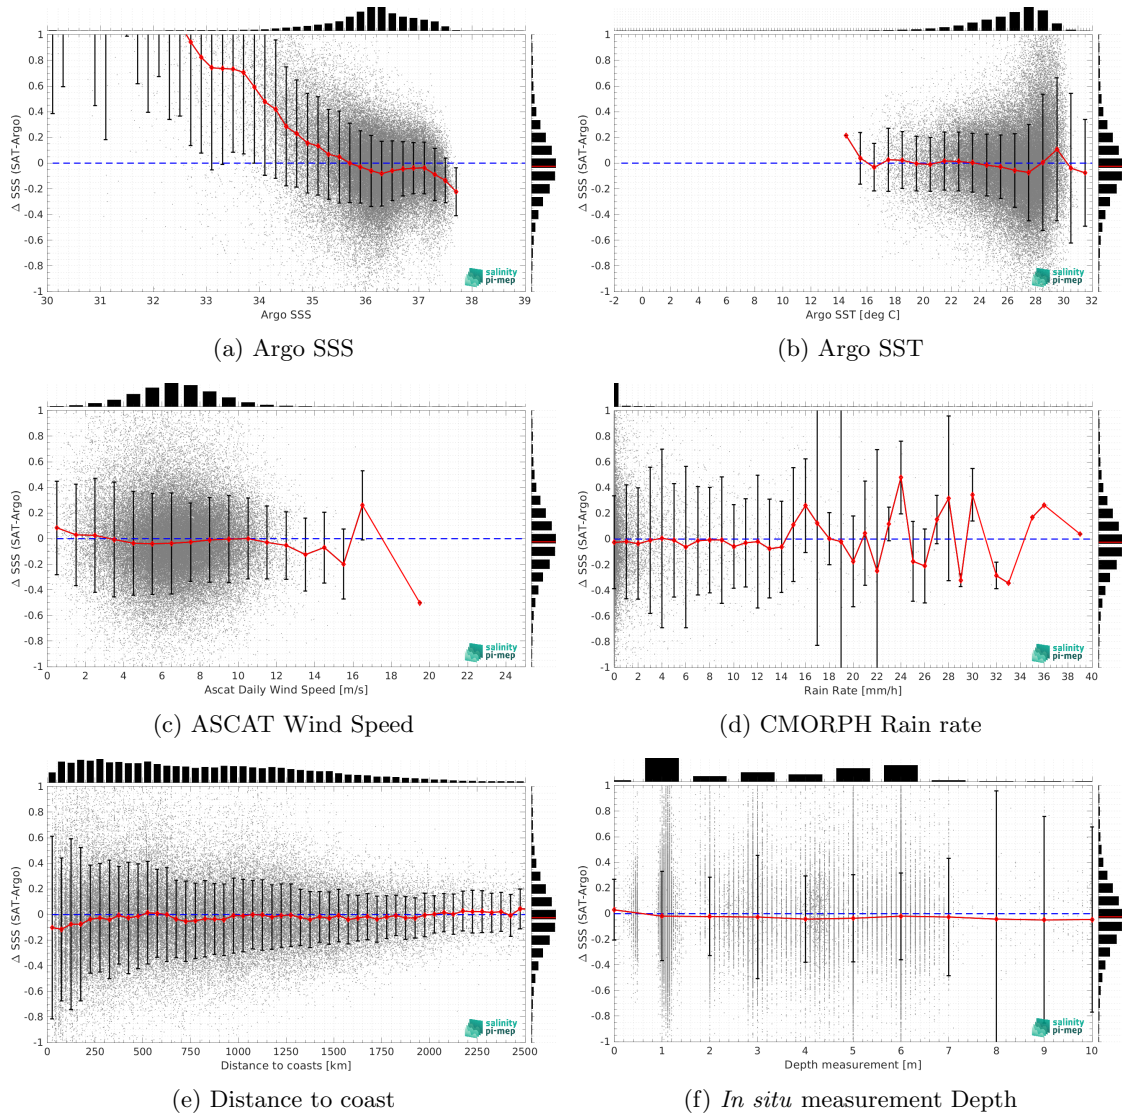 1
0.8
0.6
0.4
0.2
0
-0.2
-0.4
-0.6
-0.8
-1
Δ SSS (SAT-Argo)
30 31 32 33 34 35 36 37 38 39
Argo SSS
salinity
pi-mep
(a) Argo SSS
1
0.8
0.6
0.4
0.2
0
-0.2
-0.4
-0.6
-0.8
-1
Δ SSS (SAT-Argo)
-2 0 2 4 6 8 10 12 14 16 18 20 22 24 26 28 30 32
Argo SST [deg C]
salinity
pi-mep
(b) Argo SST
1
0.8
0.6
0.4
0.2
0
-0.2
-0.4
-0.6
-0.8
-1
Δ SSS (SAT-Argo)
0 2 4 6 8 10 12 14 16 18 20 22 24
Ascat Daily Wind Speed [m/s]
salinity
pi-mep
(c) ASCAT Wind Speed
1
0.8
0.6
0.4
0.2
0
-0.2
-0.4
-0.6
-0.8
-1
Δ SSS (SAT-Argo)
0 2 4 6 8 10 12 14 16 18 20 22 24 26 28 30 32 34 36 38 40
Rain Rate [mm/h]
salinity
pi-mep
(d) CMORPH Rain rate
1
0.8
0.6
0.4
0.2
0
-0.2
-0.4
-0.6
-0.8
-1
Δ SSS (SAT-Argo)
0 250 500 750 1000 1250 1500 1750 2000 2250 2500
Distance to coasts [km]
salinity
pi-mep
(e) Distance to coast
1
0.8
0.6
0.4
0.2
0
-0.2
-0.4
-0.6
-0.8
-1
Δ SSS (SAT-Argo)
0 1 2 3 4 5 6 7 8 9 10
Depth measurement [m]
salinity
pi-mep
(f) In situ measurement Depth